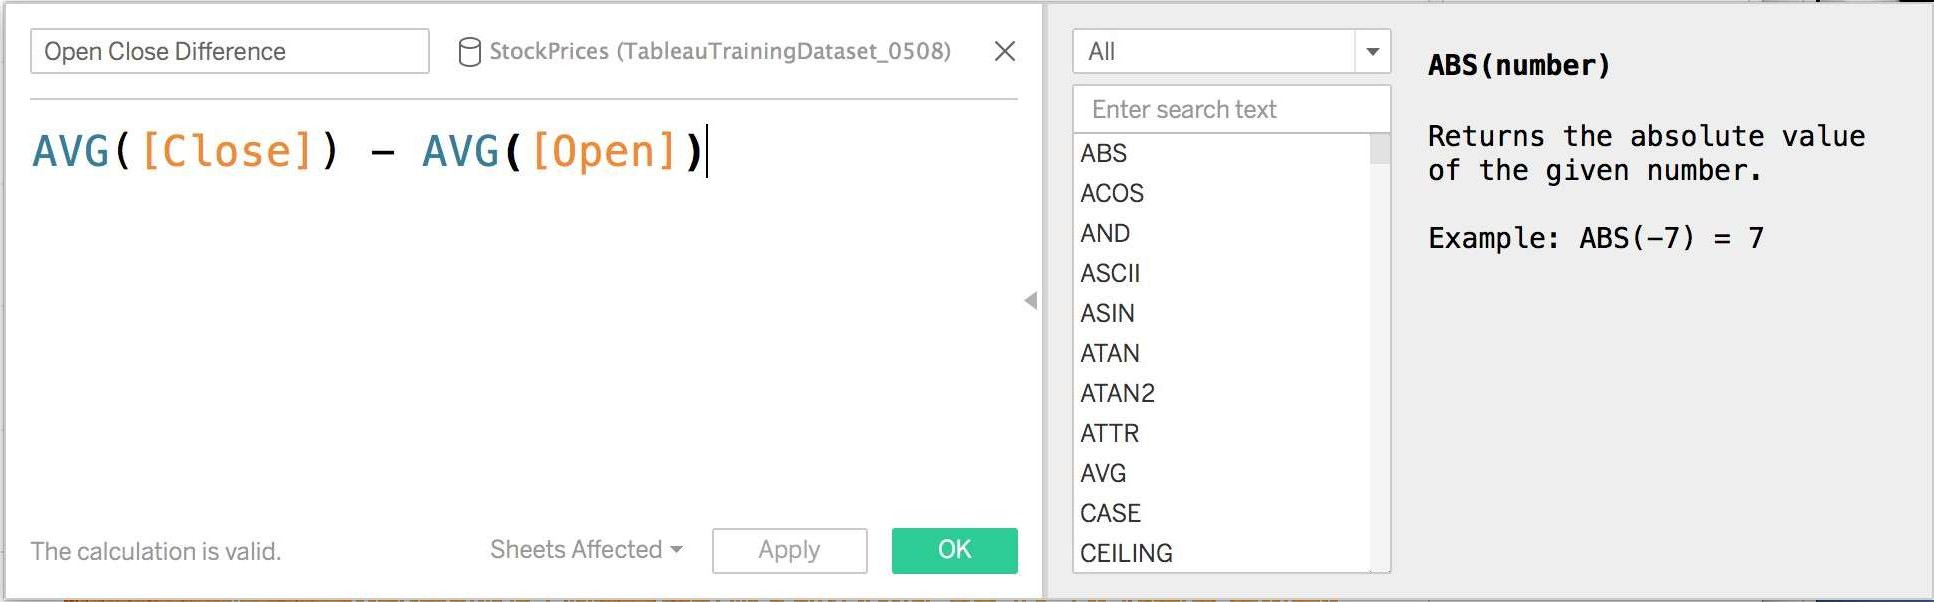 Open Close Difference
StockPrices (TableauTrainingDataset_0508)
AVG([Close]) – AVG([Open])
The calculation is valid.
Sheets Affected
Apply
OK
All
Enter search text
ABS
ACOS
AND
ASCII
ASIN
ATAN
ATAN2
ATTR
AVG
CASE
CEILING
ABS(number)
Returns the absolute value
of the given number.
Example: ABS(-7) = 7